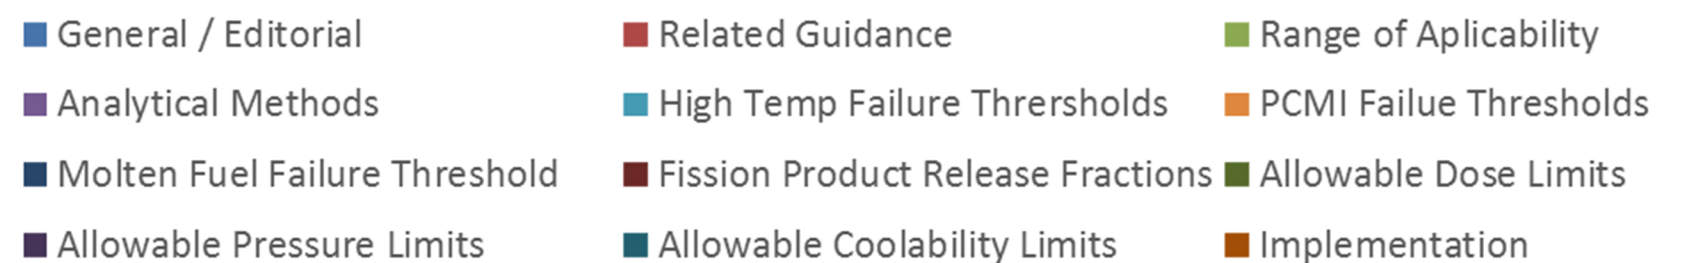 General / Editorial Related Guidance Range of Aplicability
Analytical Methods High Temp Failure Thrersholds PCMI Failue Thresholds
Molten Fuel Failure Threshold Fission Product Release Fractions Allowable Dose Limits
Allowable Pressure Limits Allowable Coolability Limits Implementation